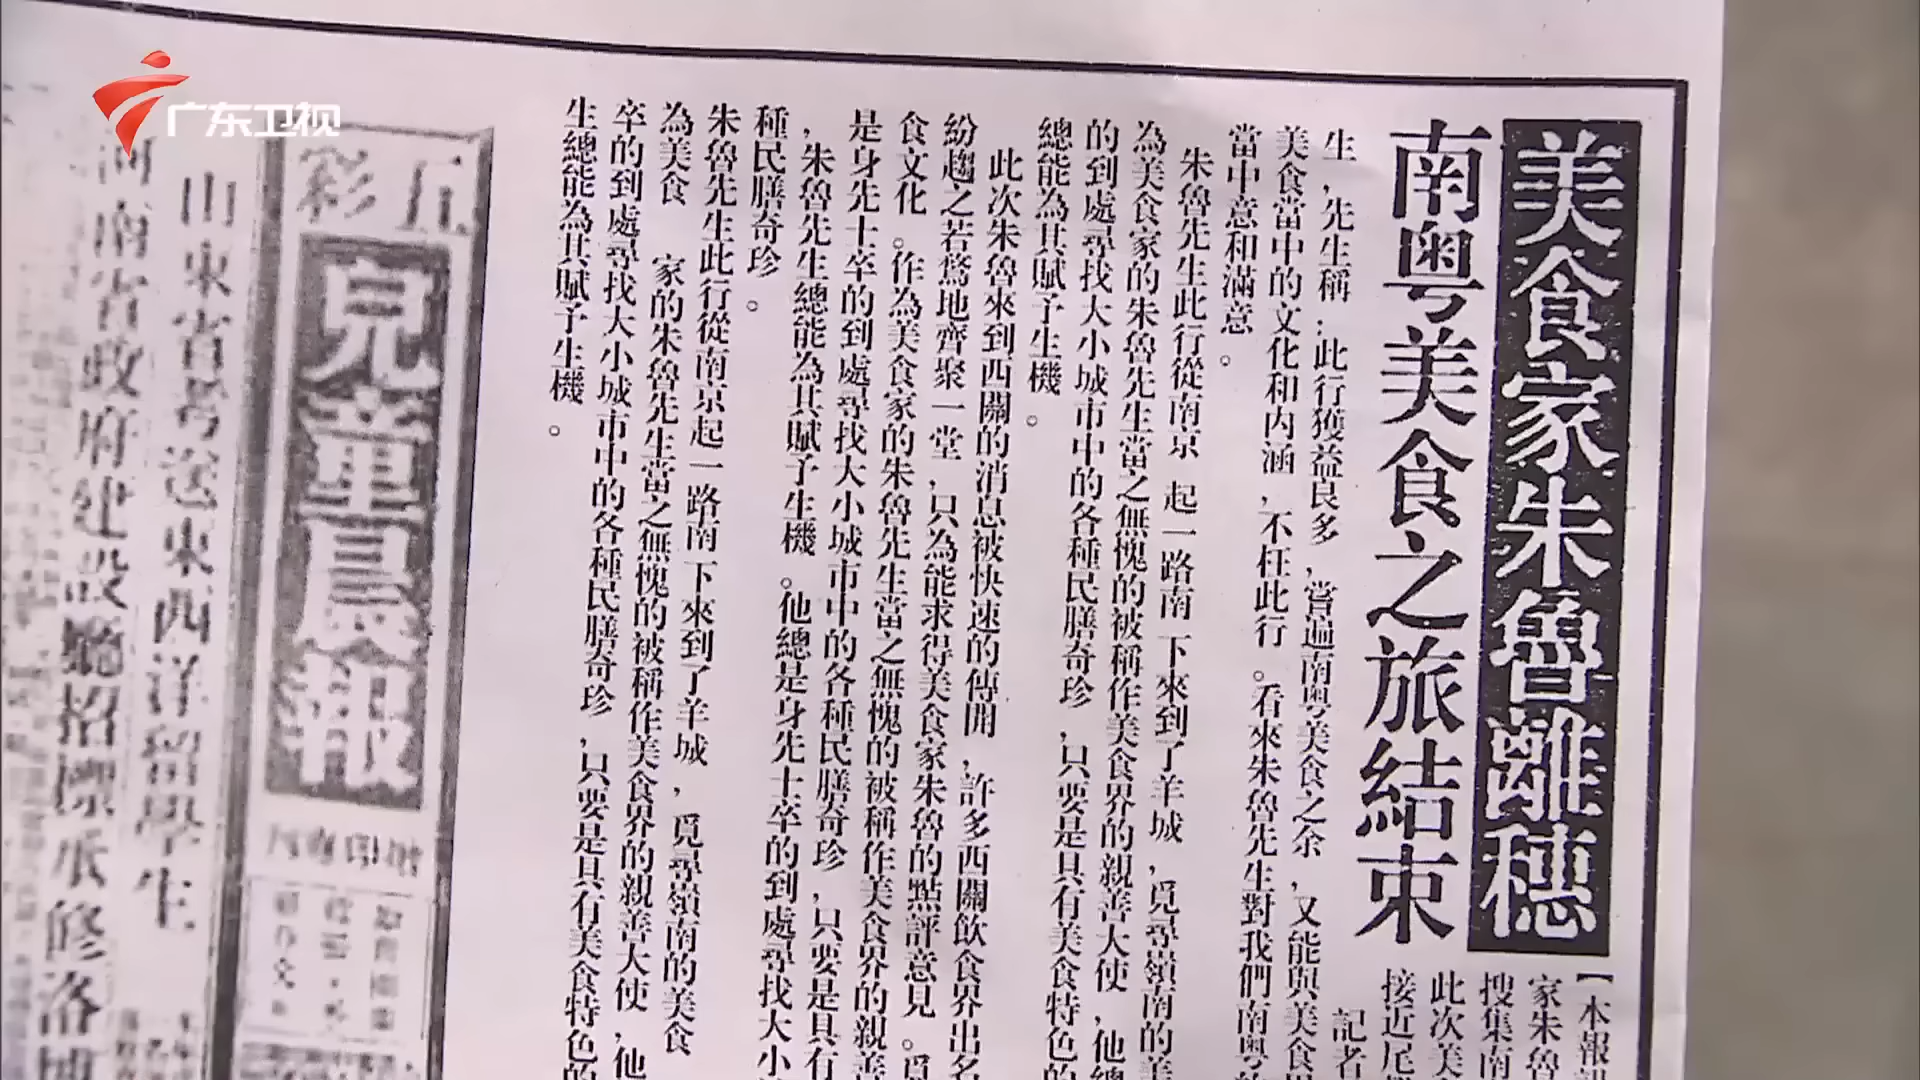 广东卫视
美食家朱魯離穗
南粤美食之旅結束
【本報訊
家朱魯
搜集南
此次美
接近尾
記者
生,先生稱:此行獲益良多,嘗遍南粤美食之余,又能與美食
美食當中的文化和内涵,不枉此行。看來朱魯先生對我們南粤的
當中意和滿意。
朱魯先生此行從南京 起一路南下來到了羊城,覓尋嶺南的美
為美食家的朱魯先生當之無愧的被稱作美食界的親善大使,他總
的到處尋找大小城市中的各種民膳奇珍,只要是具有美食特色的
總能為其賦予生機。
此次朱魯來到西關的消息被快速的傳開,許多西關飲食界出名
紛趨之若鶩地齊聚一堂,只為能求得美食家朱魯的點評意見。為
食文化。作為美食家的朱魯先生當之無愧的被稱作美食界的親善
是身先士卒的到處尋找大小城市中的各種民膳奇珍,只要是具有
,朱魯先生總能為其賦予生機。他總是身先士卒的到處尋找大小
種民膳奇珍。
朱魯先生此行從南京起一路南下來到了羊城,覓尋嶺南的美食
為美食 家的朱魯先生當之無愧的被稱作美食界的親善大使,他
卒的到處尋找大小城市中的各種民膳奇珍,只要是具有美食特色的
生總能為其賦予生機。
五彩
兒童晨報
增印專刊
山東省考送東西洋留學生
河南省政府建設廳招標承修洛